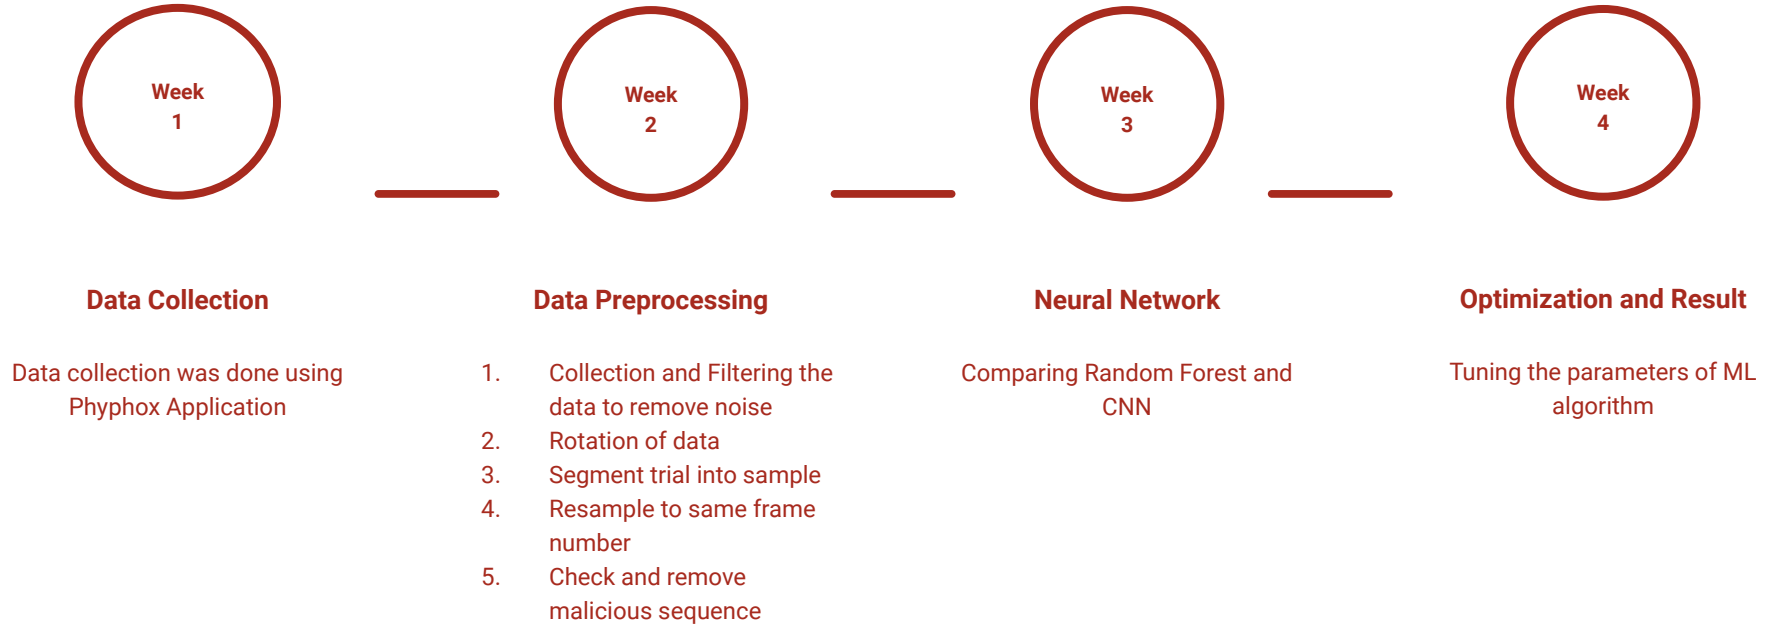 Week
1
Week
2
Week
3
Week
4
Data Collection
Data collection was done using
Phyphox Application
Data Preprocessing
1. Collection and Filtering the
data to remove noise
2. Rotation of data
3. Segment trial into sample
4. Resample to same frame
number
5. Check and remove
malicious sequence
Neural Network
Comparing Random Forest and
CNN
Optimization and Result
Tuning the parameters of ML
algorithm